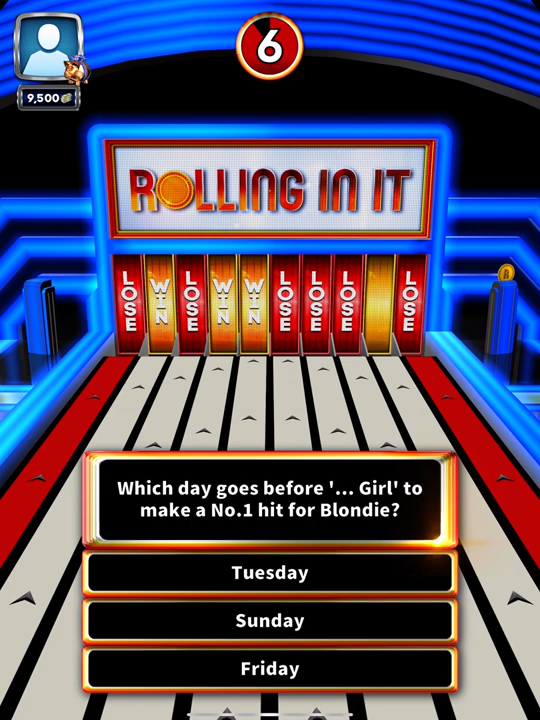 6
9,500
ROLLING IN IT
LOSE
WIN
LOSE
WIN
WIN
LOSE
LOSE
LOSE
LOSE
Which day goes before '... Girl' to
make a No.1 hit for Blondie?
Tuesday
Sunday
Friday